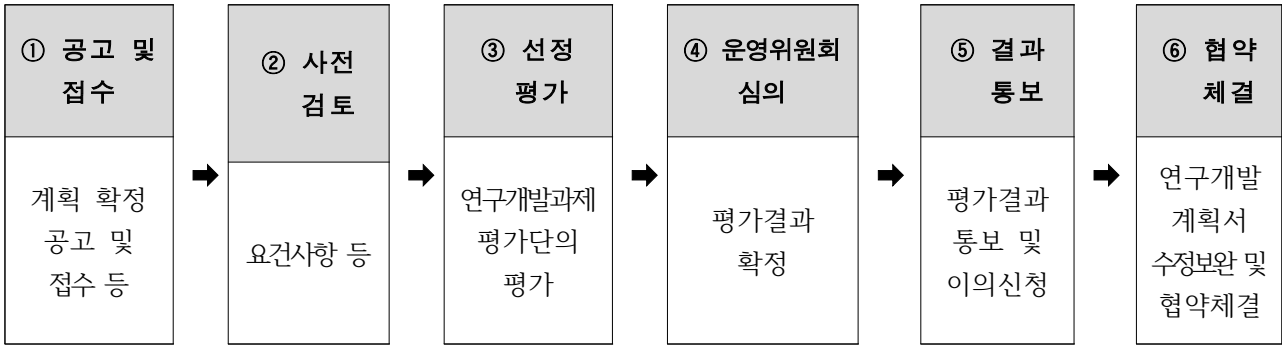 ① 공고 및
접수
계획 확정
공고 및
접수 등
② 사전
검토
요건사항 등
③ 선정
평가
연구개발과제
평가단의
평가
④ 운영위원회
심의
평가결과
확정
⑤ 결과
통보
평가결과
통보 및
이의신청
⑥ 협약
체결
연구개발
계획서
수정보완 및
협약체결